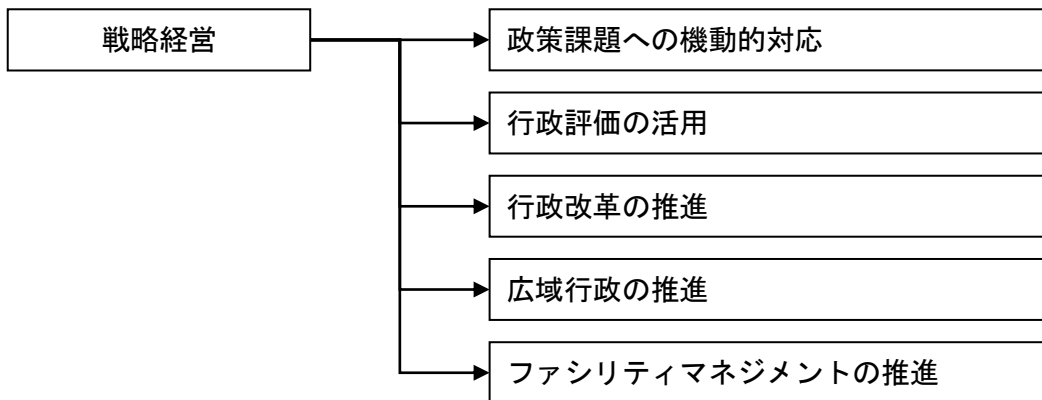 戦略経営
政策課題への機動的対応
行政評価の活用
行政改革の推進
広域行政の推進
ファシリティマネジメントの推進